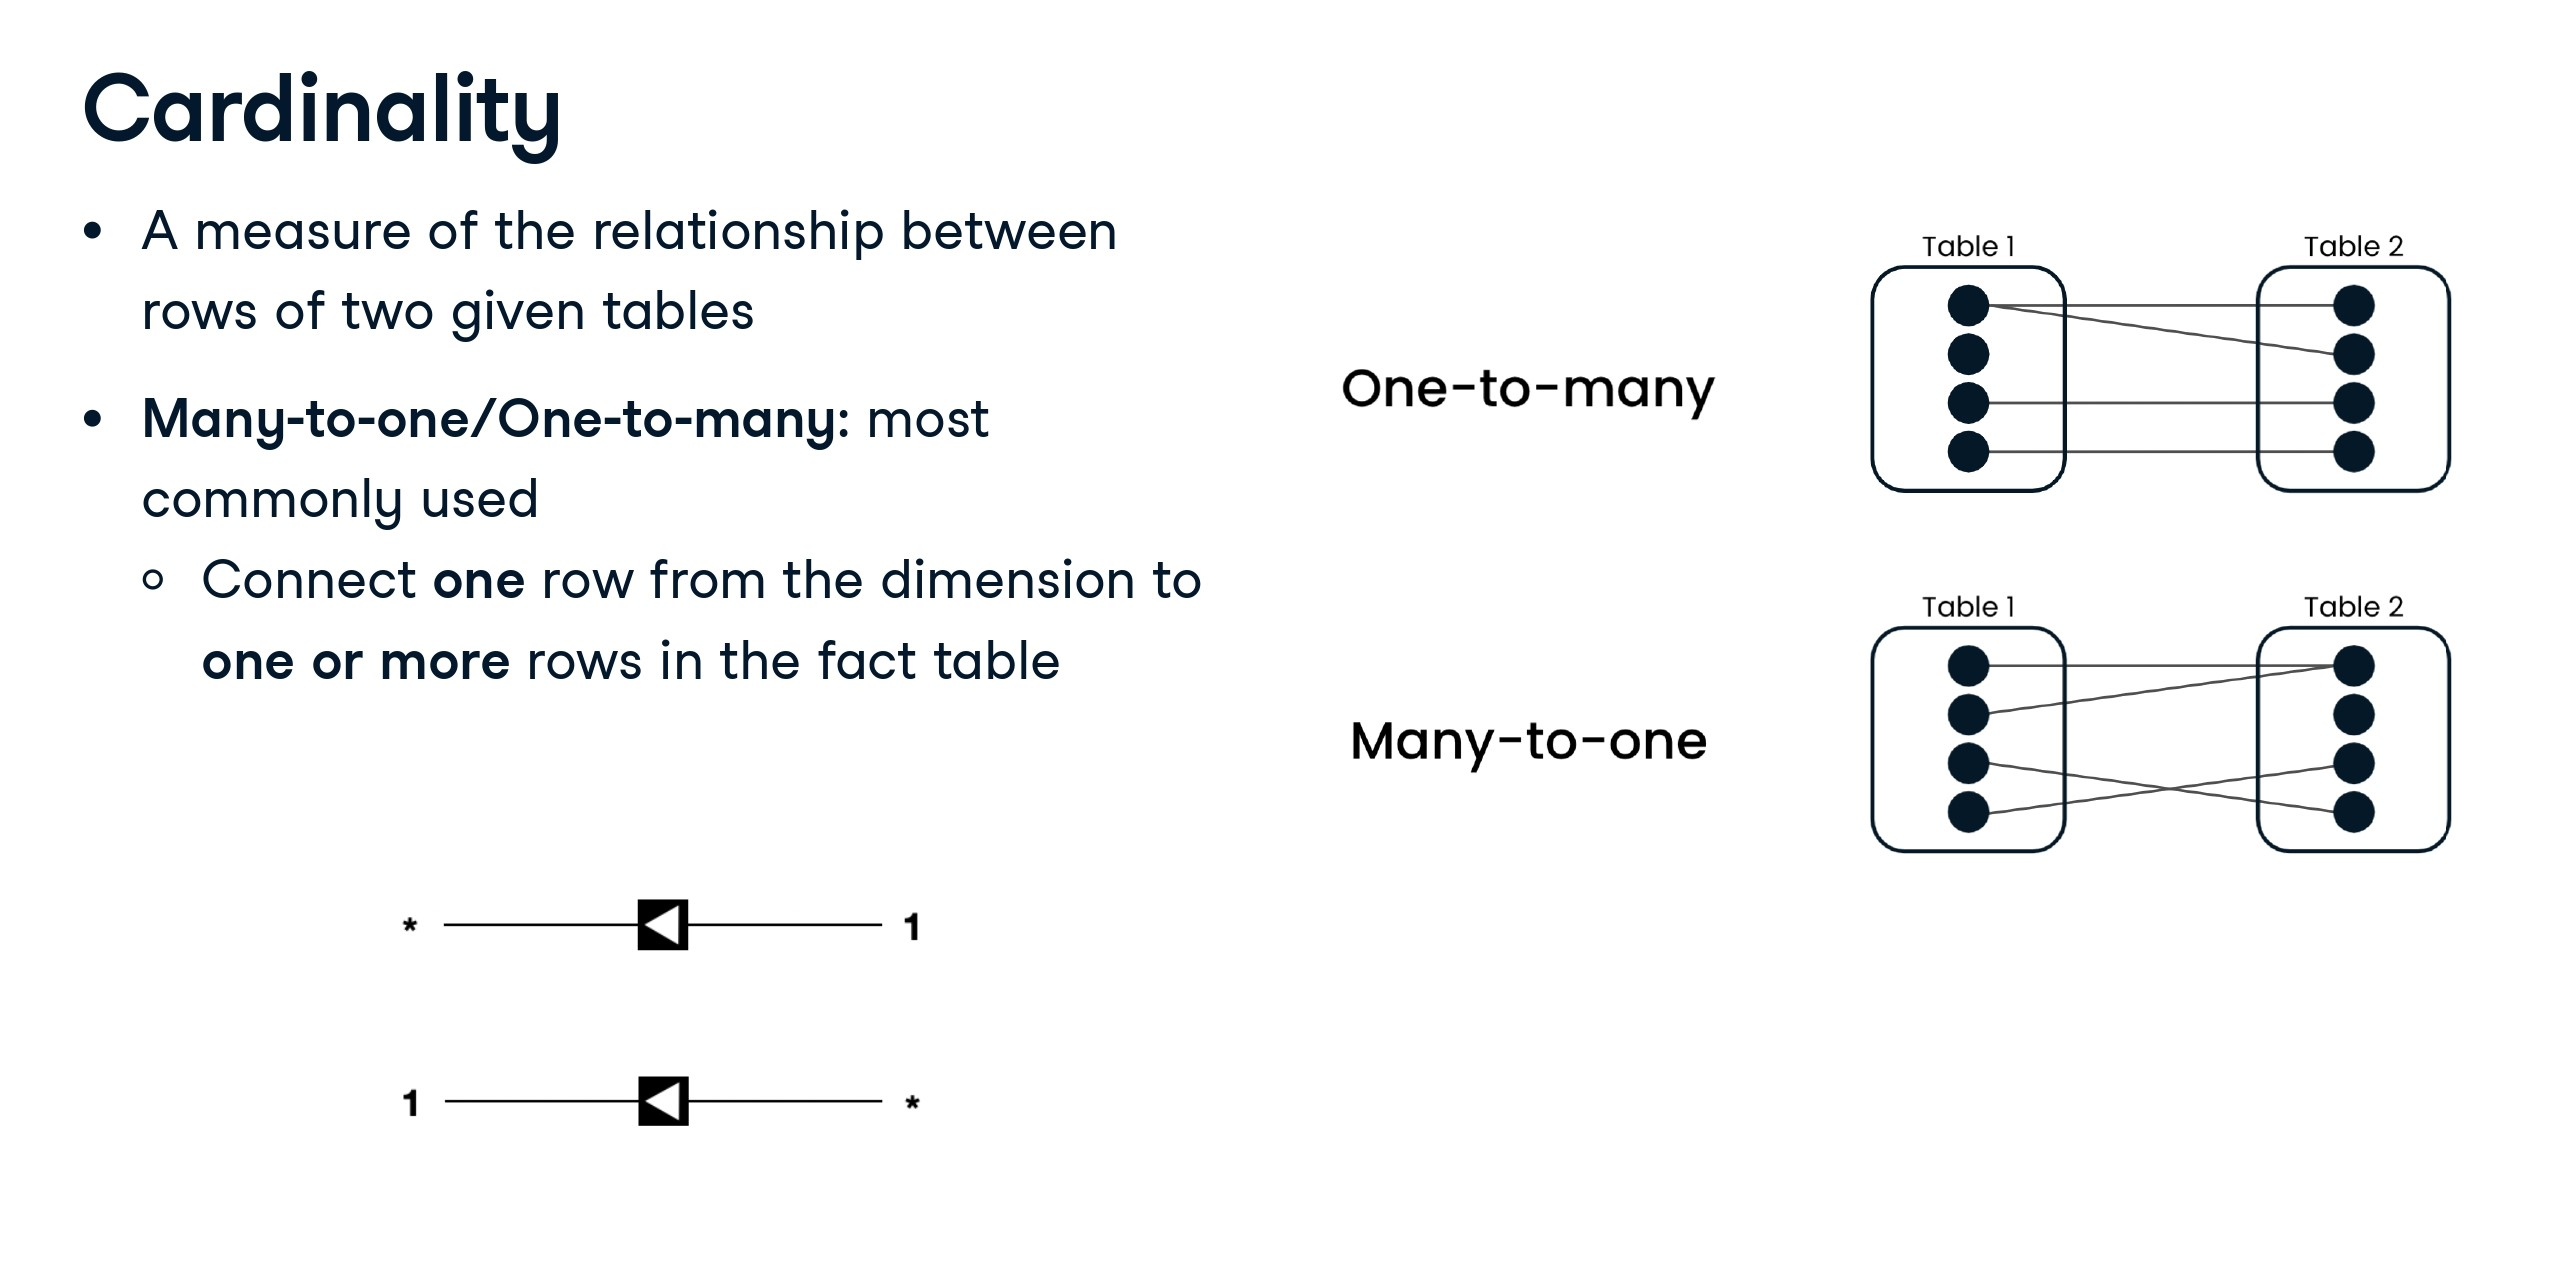 Cardinality
• A measure of the relationship between
rows of two given tables
• Many-to-one/One-to-many: most
commonly used
○ Connect one row from the dimension to
one or more rows in the fact table
* 1
1 *
One-to-many
Table 1 Table 2
Many-to-one
Table 1 Table 2